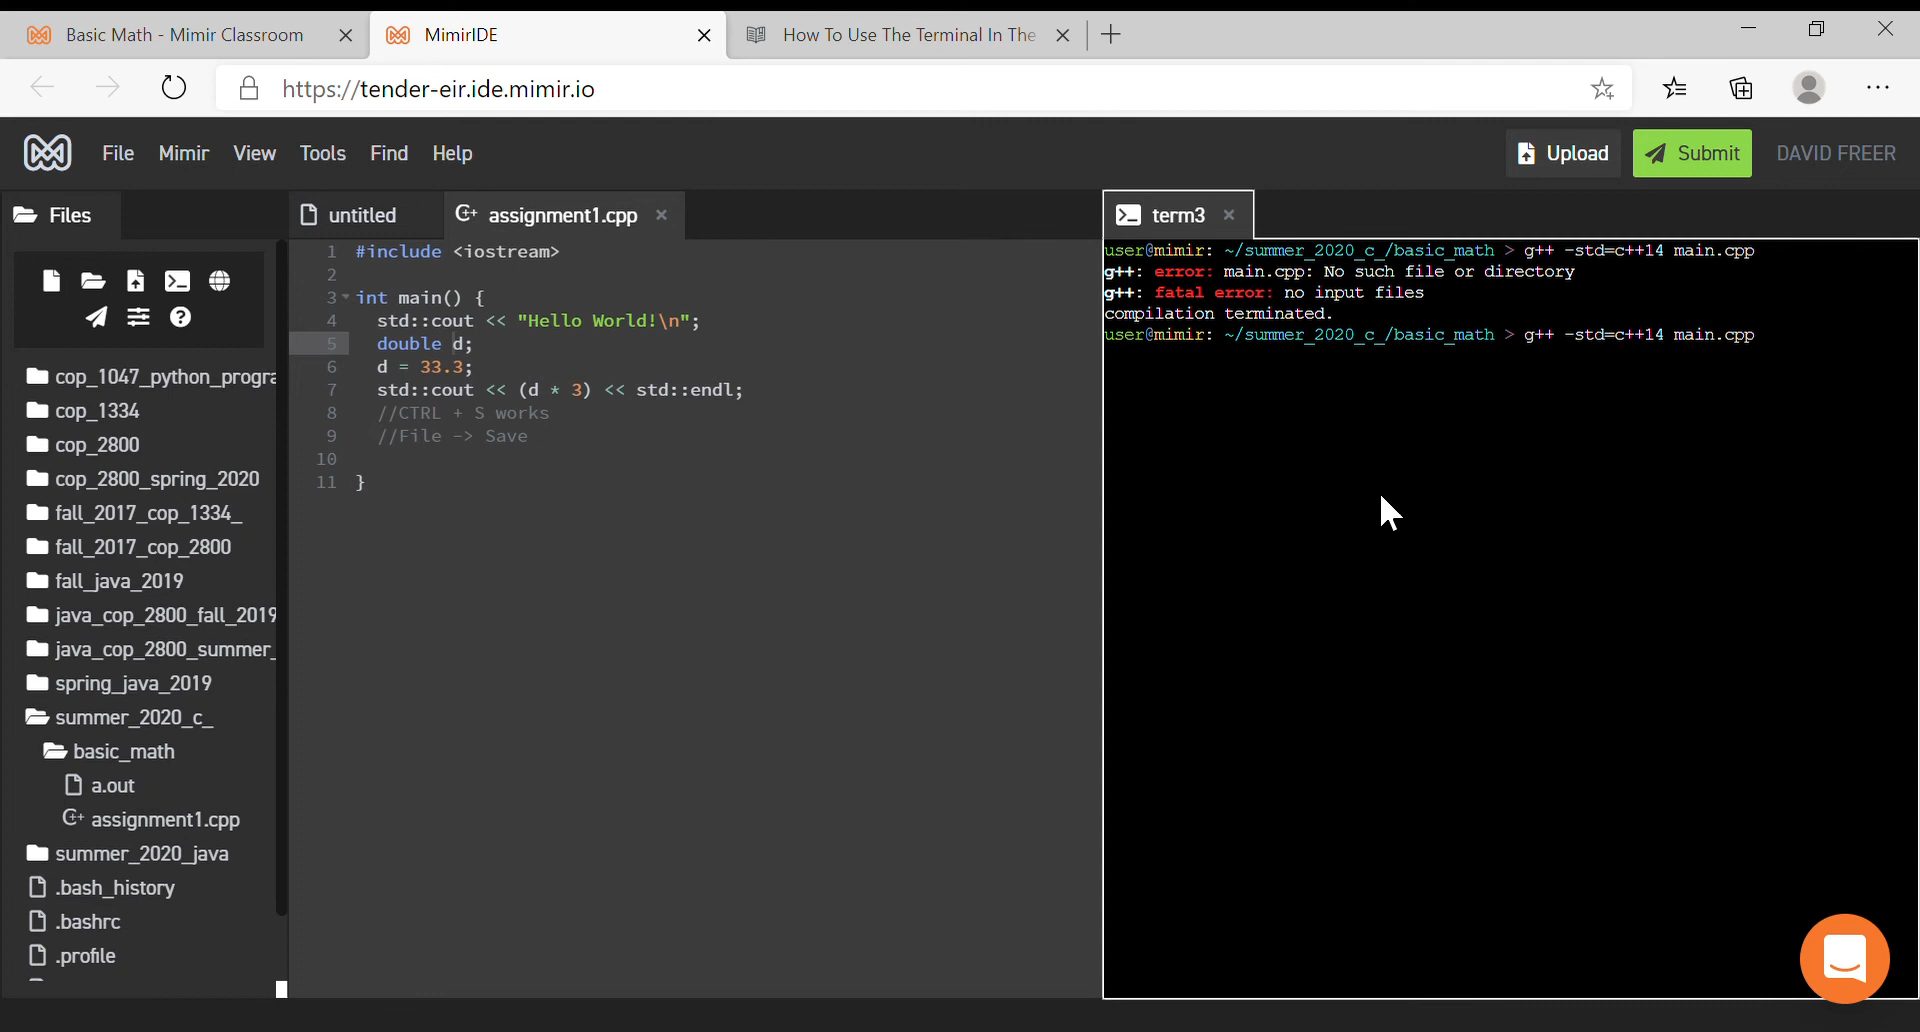 Basic Math - Mimir Classroom
MimirIDE
How To Use The Terminal In The
https://tender-eir.ide.mimir.io
File Mimir View Tools Find Help
Upload
Submit
DAVID FREER
Files
cop_1047_python_progra
cop_1334
cop_2800
cop_2800_spring_2020
fall_2017_cop_1334_
fall_2017_cop_2800
fall_java_2019
java_cop_2800_fall_2019
java_cop_2800_summer_
spring_java_2019
summer_2020_c_
basic_math
a.out
C+ assignment1.cpp
summer_2020_java
.bash_history
.bashrc
.profile
untitled
C+ assignment1.cpp
1 #include <iostream>
2
3 int main() {
4 std::cout << "Hello World!\n";
5 double d;
6 d = 33.3;
7 std::cout << (d * 3) << std::endl;
8 //CTRL + S works
9 //File -> Save
10
11 }
term3
user@mimir: ~/summer_2020_c_/basic_math > g++ -std=c++14 main.cpp
g++: error: main.cpp: No such file or directory
g++: fatal error: no input files
compilation terminated.
user@mimir: ~/summer_2020_c_/basic_math > g++ -std=c++14 main.cpp